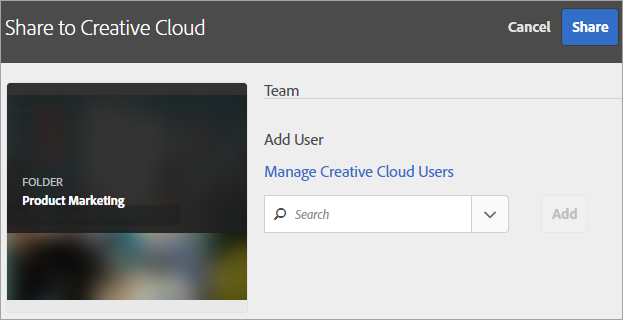 Share to Creative Cloud
Cancel
Share
Team
Add User
Manage Creative Cloud Users
Search
Add
FOLDER
Product Marketing